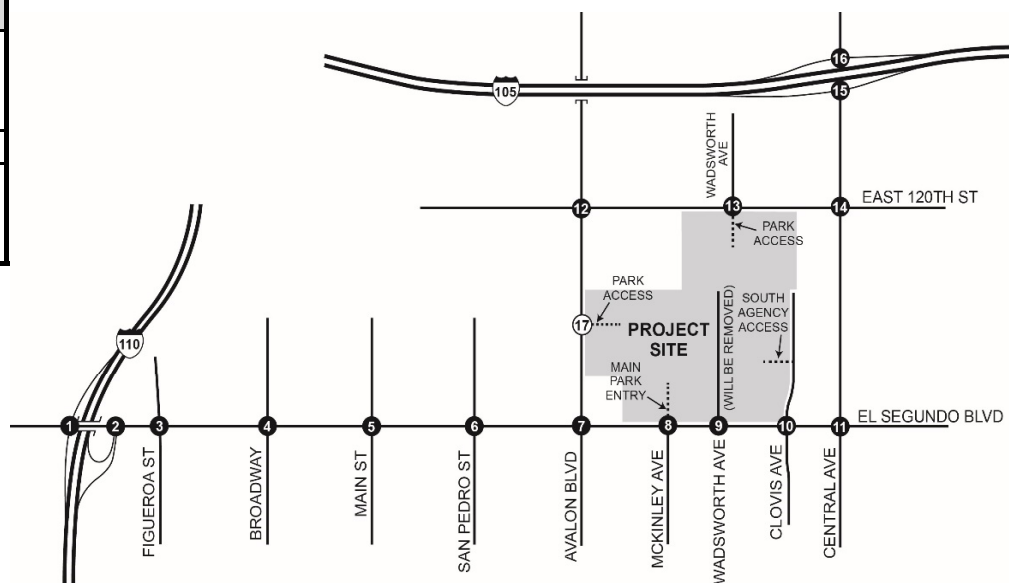 16
105
15
WADSWORTH
AVE
12
13
14
EAST 120TH ST
PARK
ACCESS
PARK
ACCESS
17
PROJECT
SITE
(WILL BE REMOVED)
SOUTH
AGENCY
ACCESS
110
MAIN
PARK
ENTRY
1
2
3
4
5
6
7
8
9
10
11
EL SEGUNDO BLVD
FIGUEROA ST
BROADWAY
MAIN ST
SAN PEDRO ST
AVALON BLVD
MCKINLEY AVE
WADSWORTH AVE
CLOVIS AVE
CENTRAL AVE